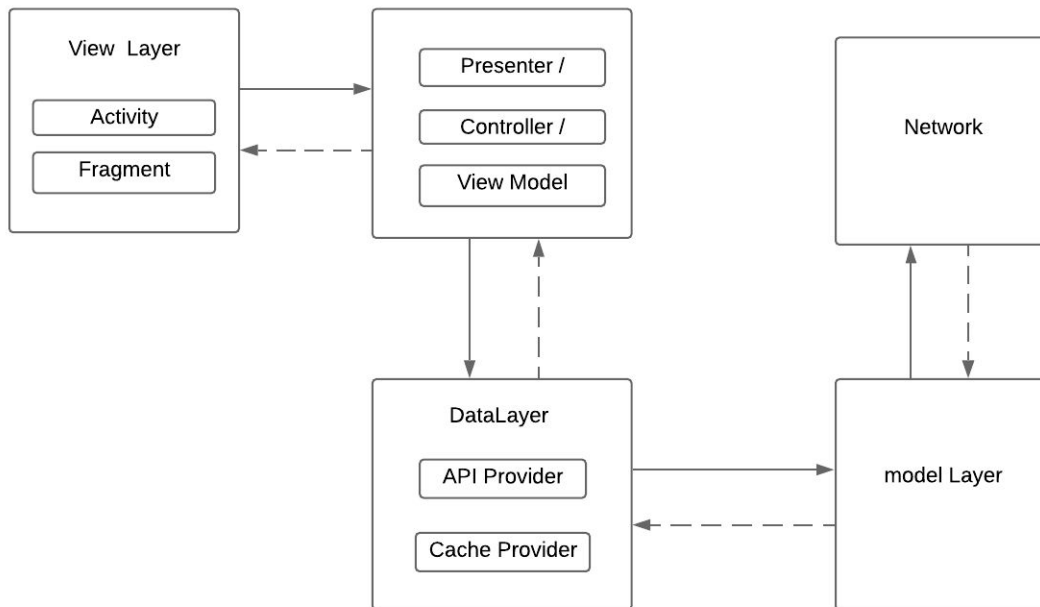 View Layer
Activity
Fragment
Presenter /
Controller /
View Model
Network
DataLayer
API Provider
Cache Provider
model Layer